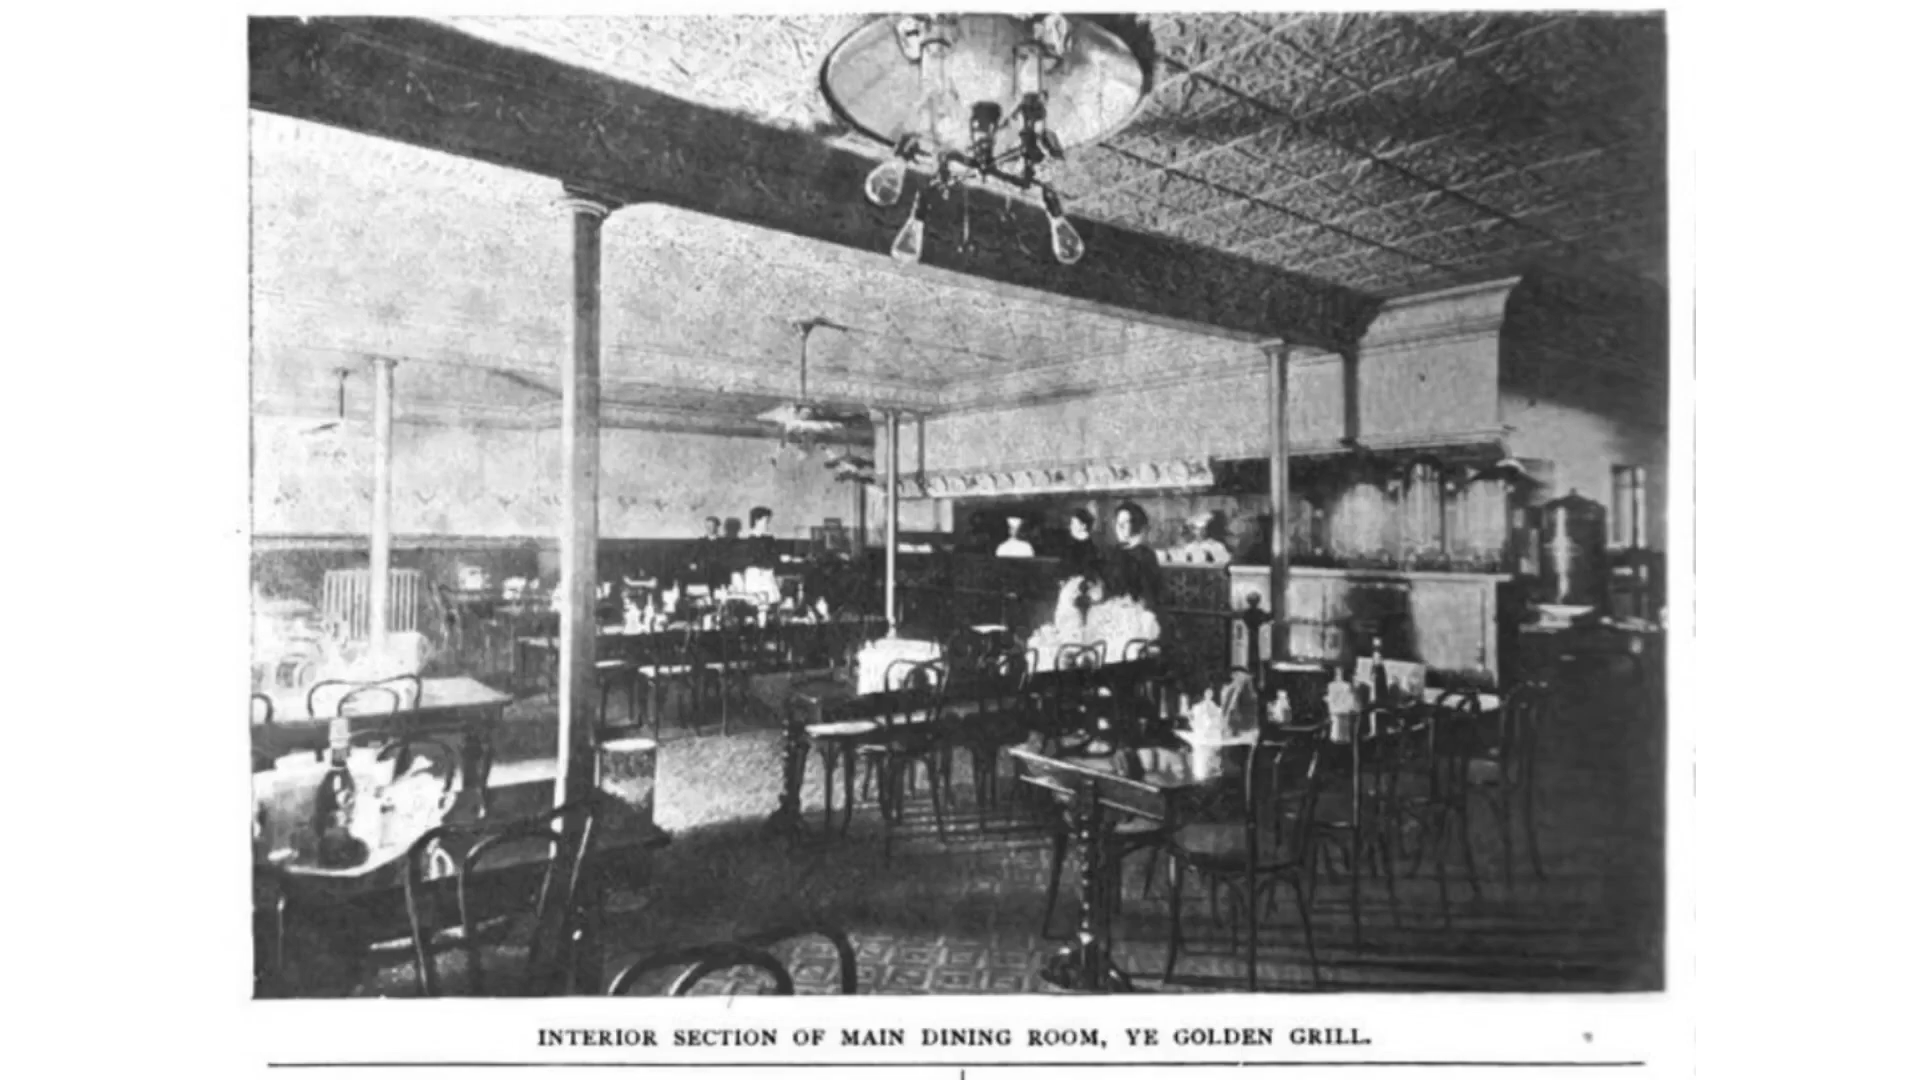 INTERIOR SECTION OF MAIN DINING ROOM, YE GOLDEN GRILL.